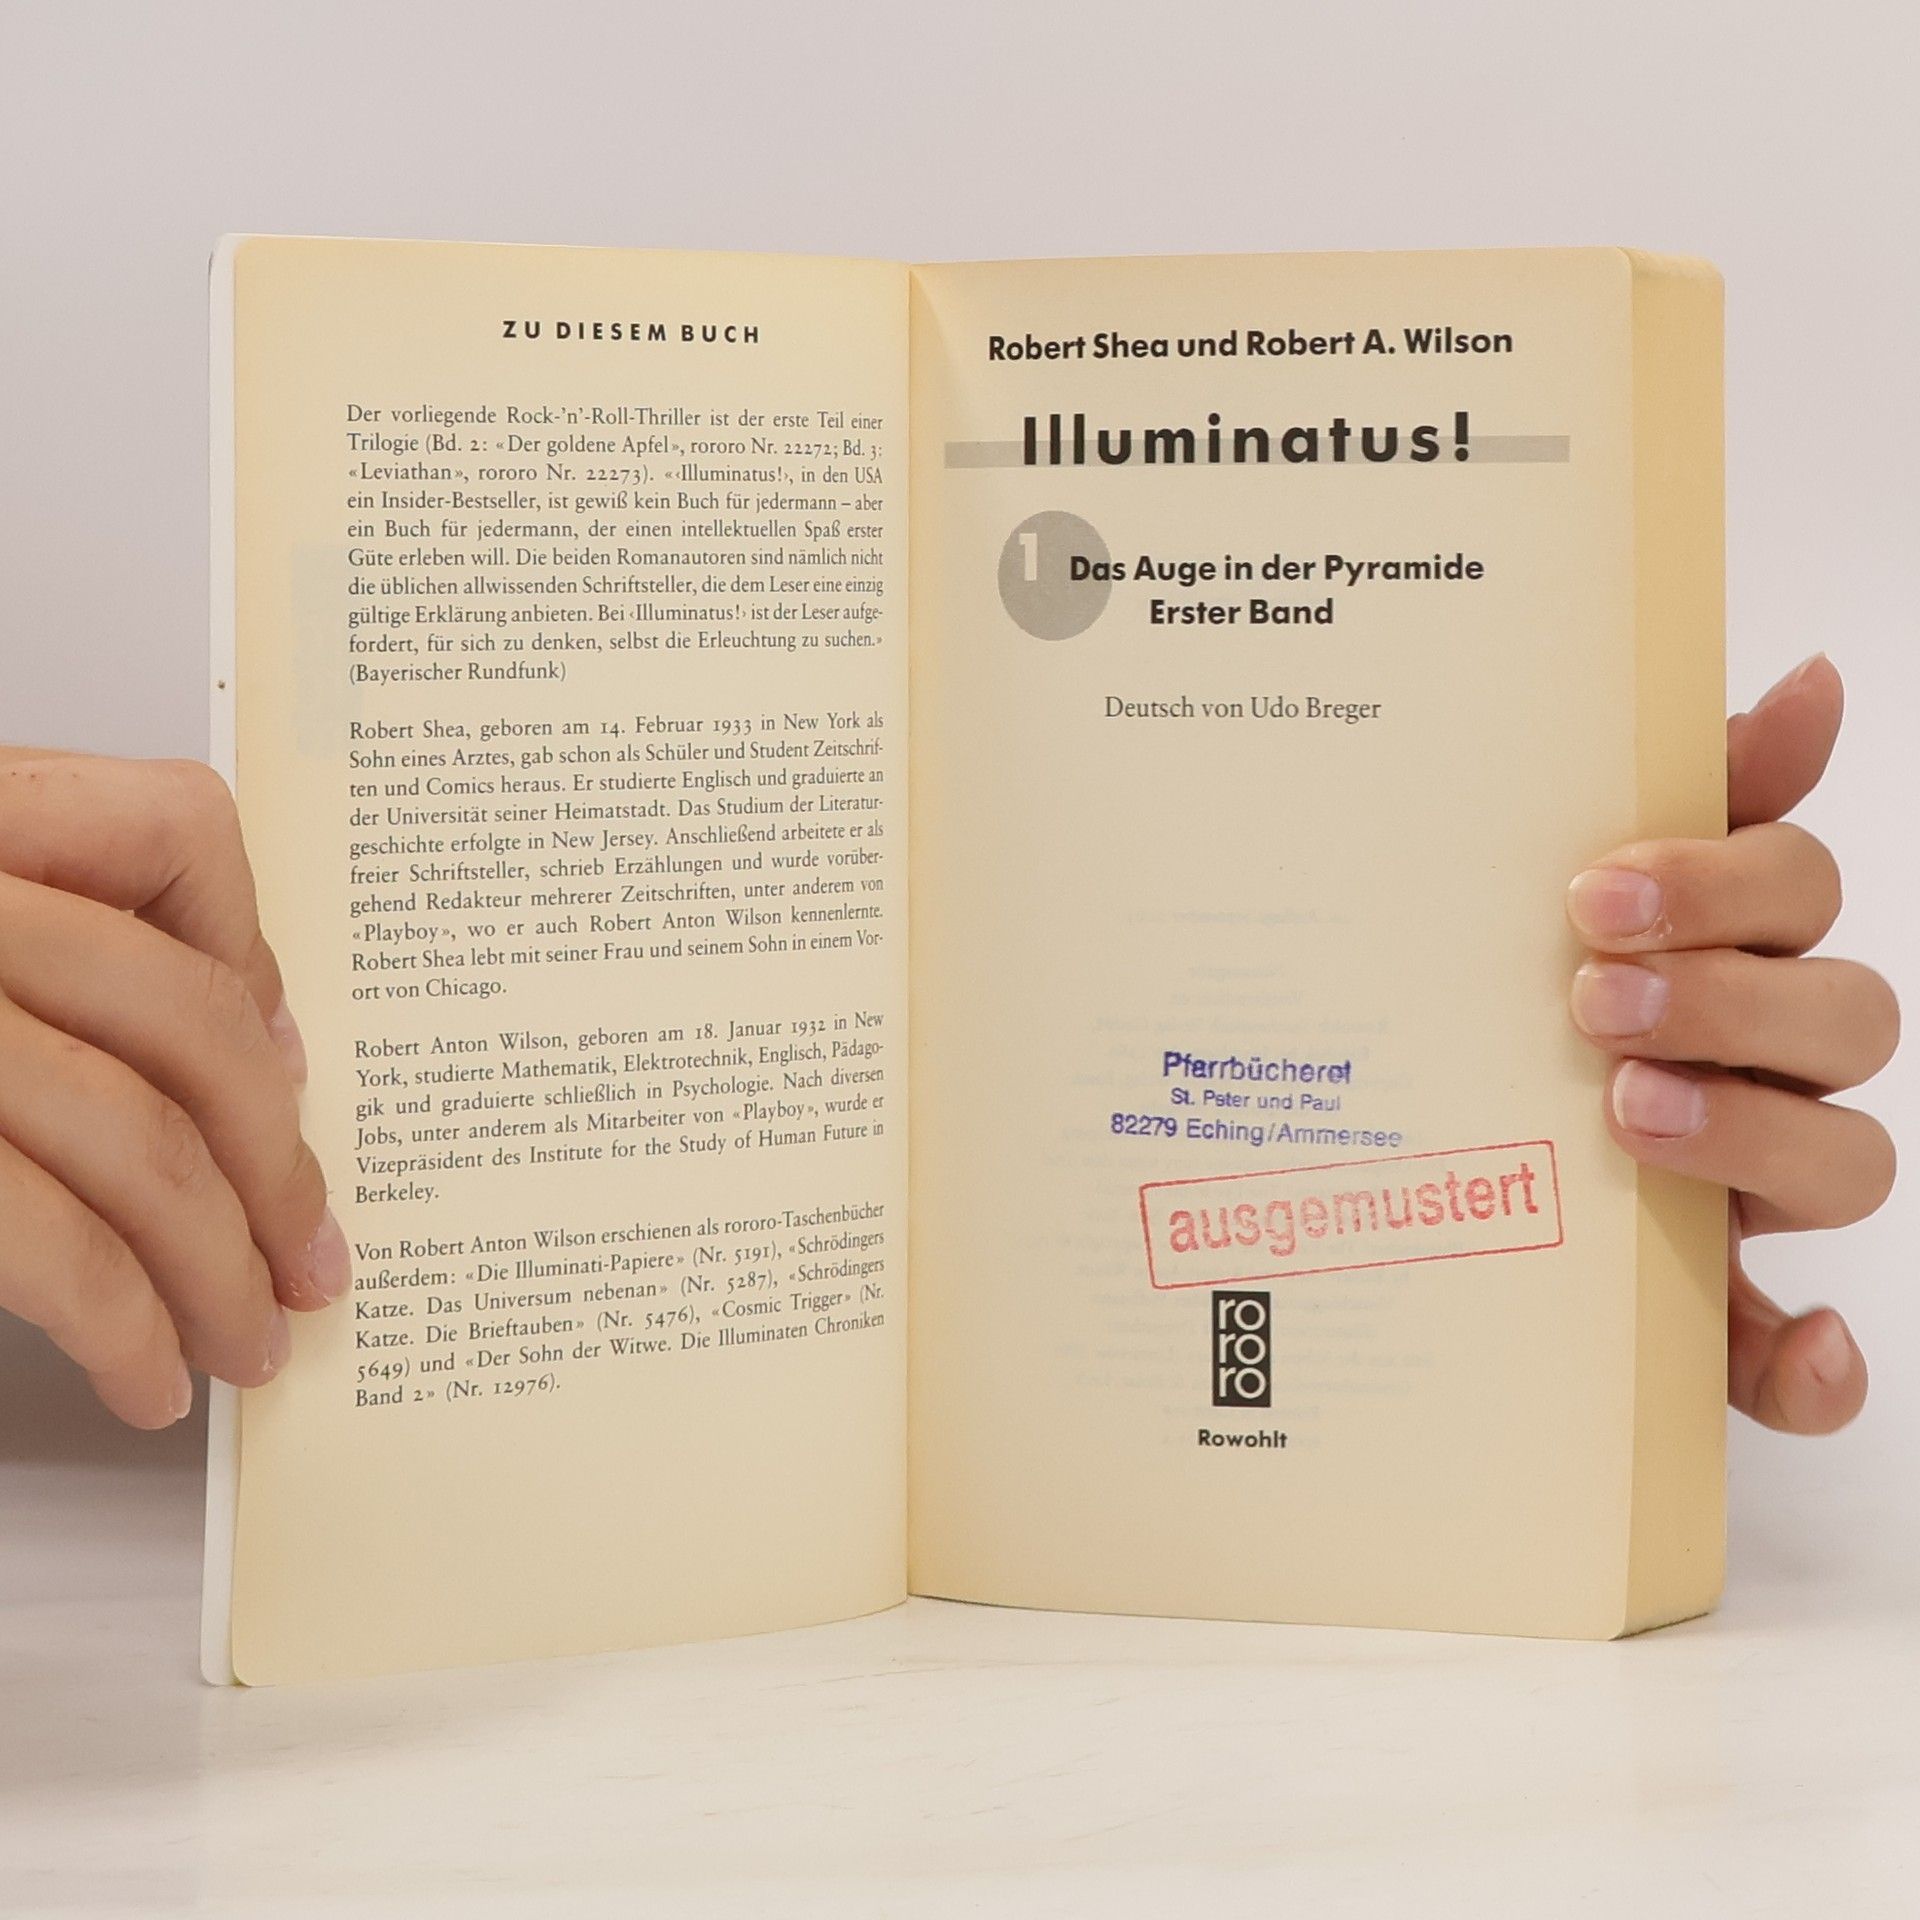 ZU DIESEM BUCH
Der vorliegende Rock-'n'-Roll-Thriller ist der erste Teil einer
Trilogie (Bd. 2: «Der goldene Apfel», rororo Nr. 22272; Bd. 3:
«Leviathan», rororo Nr. 22273). «‹Illuminatus!›, in den USA
ein Insider-Bestseller, ist gewiß kein Buch für jedermann – aber
ein Buch für jedermann, der einen intellektuellen Spaß erster
Güte erleben will. Die beiden Romanautoren sind nämlich nicht
die üblichen allwissenden Schriftsteller, die dem Leser eine einzig
gültige Erklärung anbieten. Bei ‹Illuminatus!› ist der Leser aufge-
fordert, für sich zu denken, selbst die Erleuchtung zu suchen.»
(Bayerischer Rundfunk)
Robert Shea, geboren am 14. Februar 1933 in New York als
Sohn eines Arztes, gab schon als Schüler und Student Zeitschrif-
ten und Comics heraus. Er studierte Englisch und graduierte an
der Universität seiner Heimatstadt. Das Studium der Literatur-
geschichte erfolgte in New Jersey. Anschließend arbeitete er als
freier Schriftsteller, schrieb Erzählungen und wurde vorüber-
gehend Redakteur mehrerer Zeitschriften, unter anderem von
«Playboy», wo er auch Robert Anton Wilson kennenlernte.
Robert Shea lebt mit seiner Frau und seinem Sohn in einem Vor-
ort von Chicago.
Robert Anton Wilson, geboren am 18. Januar 1932 in New
York, studierte Mathematik, Elektrotechnik, Englisch, Pädago-
gik und graduierte schließlich in Psychologie. Nach diversen
Jobs, unter anderem als Mitarbeiter von «Playboy», wurde er
Vizepräsident des Institute for the Study of Human Future in
Berkeley.
Von Robert Anton Wilson erschienen als rororo-Taschenbücher
außerdem: «Die Illuminati-Papiere» (Nr. 5191), «Schrödingers
Katze. Das Universum nebenan» (Nr. 5287), «Schrödingers
Katze. Die Brieftauben» (Nr. 5476), «Cosmic Trigger» (Nr.
5649) und «Der Sohn der Witwe. Die Illuminaten Chroniken
Band 2» (Nr. 12976).
Robert Shea und Robert A. Wilson
Illuminatus!
1 Das Auge in der Pyramide
Erster Band
Deutsch von Udo Breger
Pfarrbücherei
St. Peter und Paul
82279 Eching/Ammersee
ausgemustert
ro
ro
ro
Rowohlt